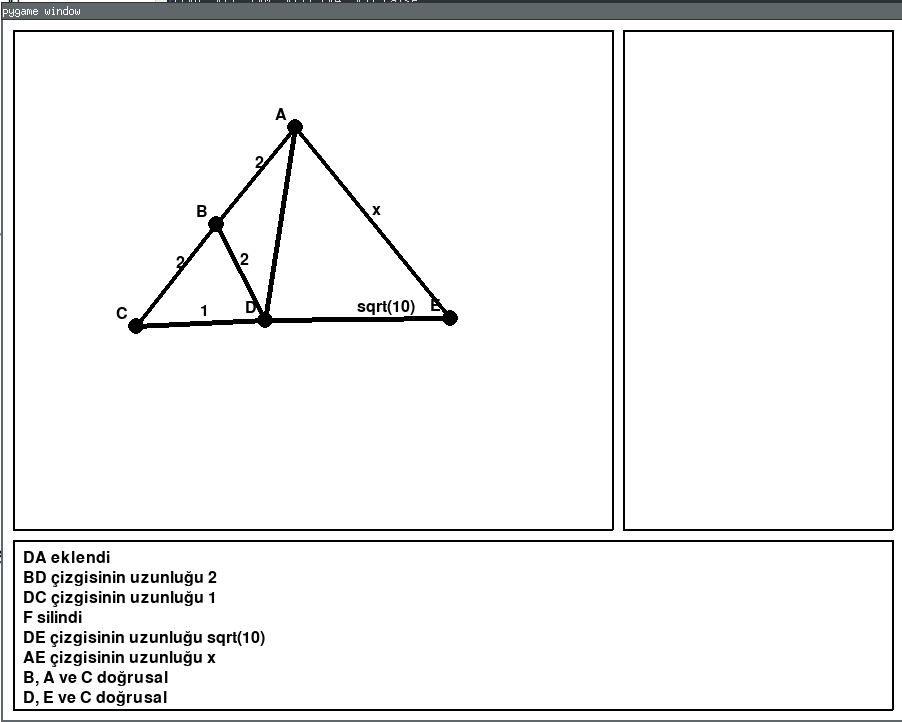 pygame window
A
2
B
x
2
2
1
D
sqrt(10)
E
C
DA eklendi
BD çizgisinin uzunluğu 2
DC çizgisinin uzunluğu 1
F silindi
DE çizgisinin uzunluğu sqrt(10)
AE çizgisinin uzunluğu x
B, A ve C doğrusal
D, E ve C doğrusal